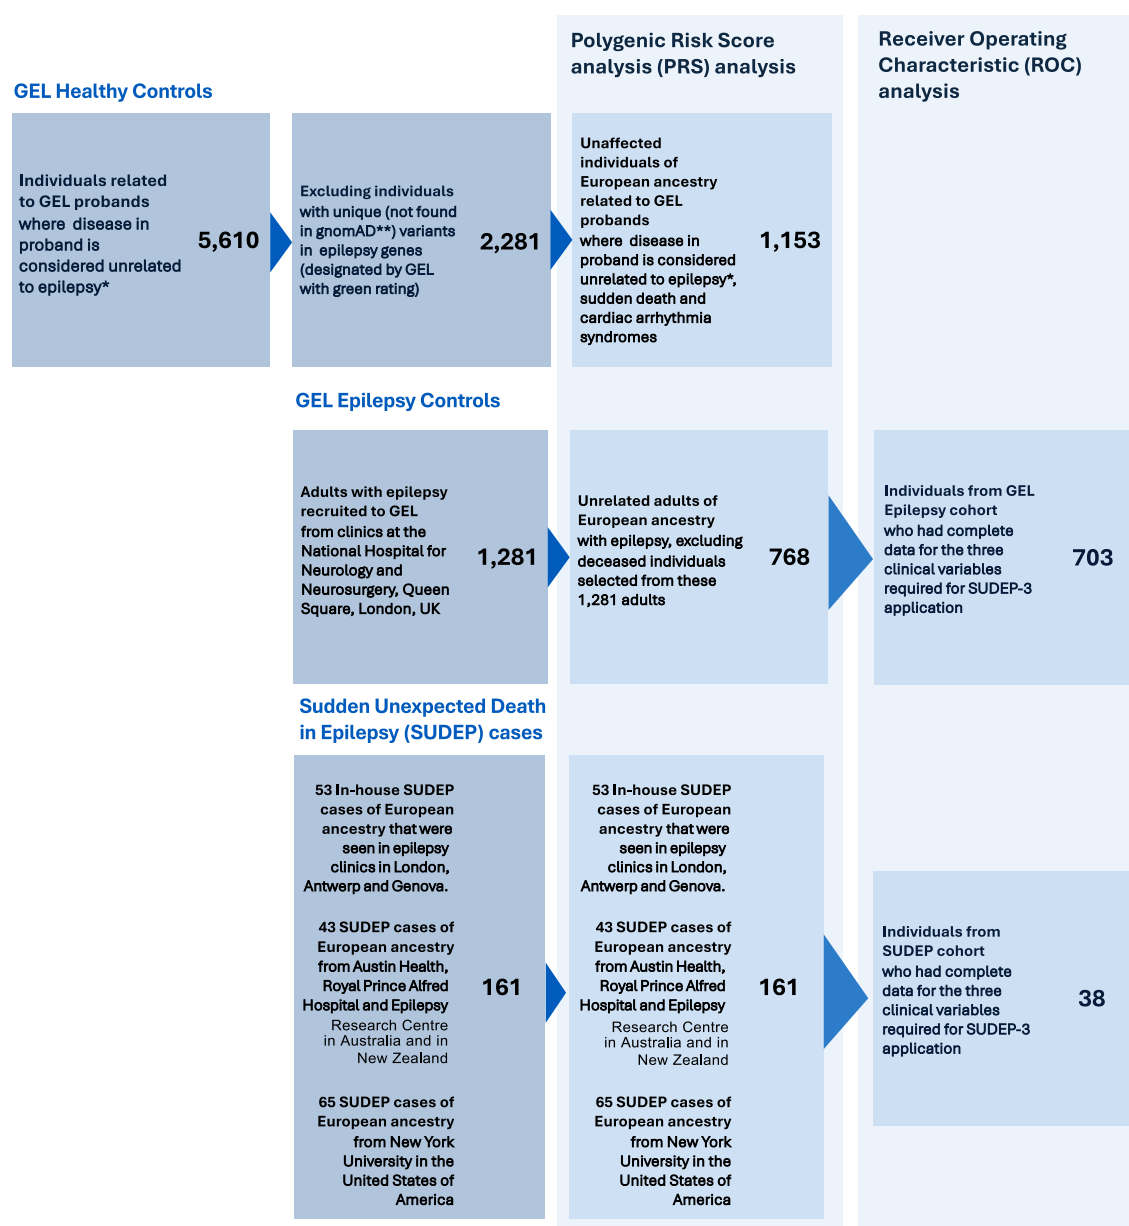 Polygenic Risk Score
analysis (PRS) analysis
Receiver Operating
Characteristic (ROC)
analysis
GEL Healthy Controls
Individuals related
to GEL probands
where disease in
proband is
considered unrelated
to epilepsy*
5,610
Excluding individuals
with unique (not found
in gnomAD**) variants
in epilepsy genes
(designated by GEL
with green rating)
2,281
Unaffected
individuals of
European ancestry
related to GEL
probands
where disease in
proband is considered
unrelated to epilepsy*,
sudden death and
cardiac arrhythmia
syndromes
1,153
GEL Epilepsy Controls
Adults with epilepsy
recruited to GEL
from clinics at the
National Hospital for
Neurology and
Neurosurgery, Queen
Square, London, UK
1,281
Unrelated adults of
European ancestry
with epilepsy, excluding
deceased individuals
selected from these
1,281 adults
768
Individuals from GEL
Epilepsy cohort
who had complete
data for the three
clinical variables
required for SUDEP-3
application
703
Sudden Unexpected Death
in Epilepsy (SUDEP) cases
53 In-house SUDEP
cases of European
ancestry that were
seen in epilepsy
clinics in London,
Antwerp and Genova.
43 SUDEP cases of
European ancestry
from Austin Health,
Royal Prince Alfred
Hospital and Epilepsy
Research Centre
in Australia and in
New Zealand
65 SUDEP cases of
European ancestry
from New York
University in the
United States of
America
161
53 In-house SUDEP
cases of European
ancestry that were
seen in epilepsy
clinics in London,
Antwerp and Genova.
43 SUDEP cases of
European ancestry
from Austin Health,
Royal Prince Alfred
Hospital and Epilepsy
Research Centre
in Australia and in
New Zealand
65 SUDEP cases of
European ancestry
from New York
University in the
United States of
America
161
Individuals from
SUDEP cohort
who had complete
data for the three
clinical variables
required for SUDEP-3
application
38